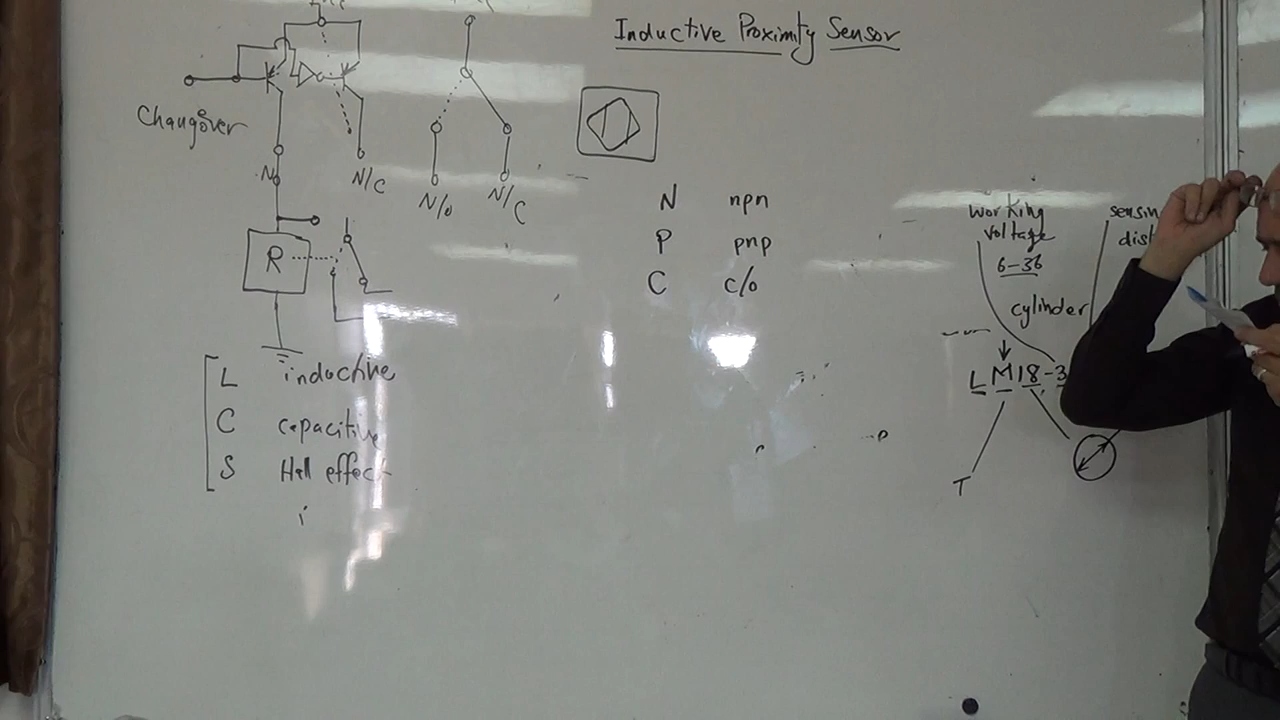 Inductive Proximity Sensor
Changover
N/C
N/o
N/C
R
N npn
P pnp
C c/o
working
voltage
6-36
cylinder
LM18-3
T
L inductive
C capacitive
S Hall effect
i